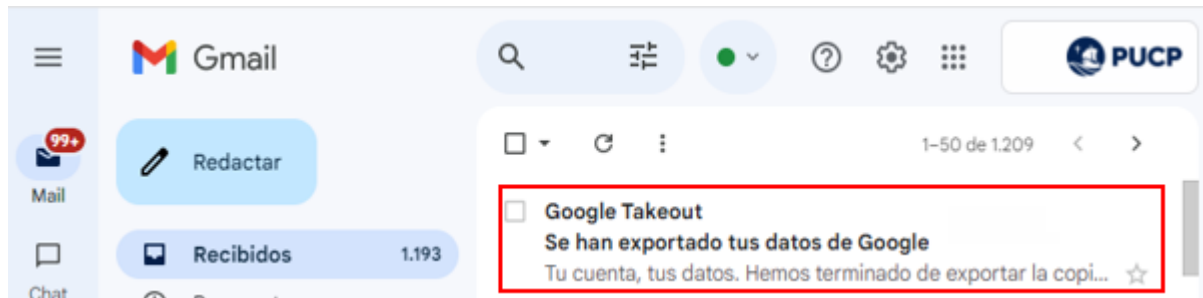 Gmail
PUCP
99+
Mail
Redactar
1–50 de 1.209
Google Takeout
Se han exportado tus datos de Google
Tu cuenta, tus datos. Hemos terminado de exportar la copi...
Recibidos 1.193
Chat